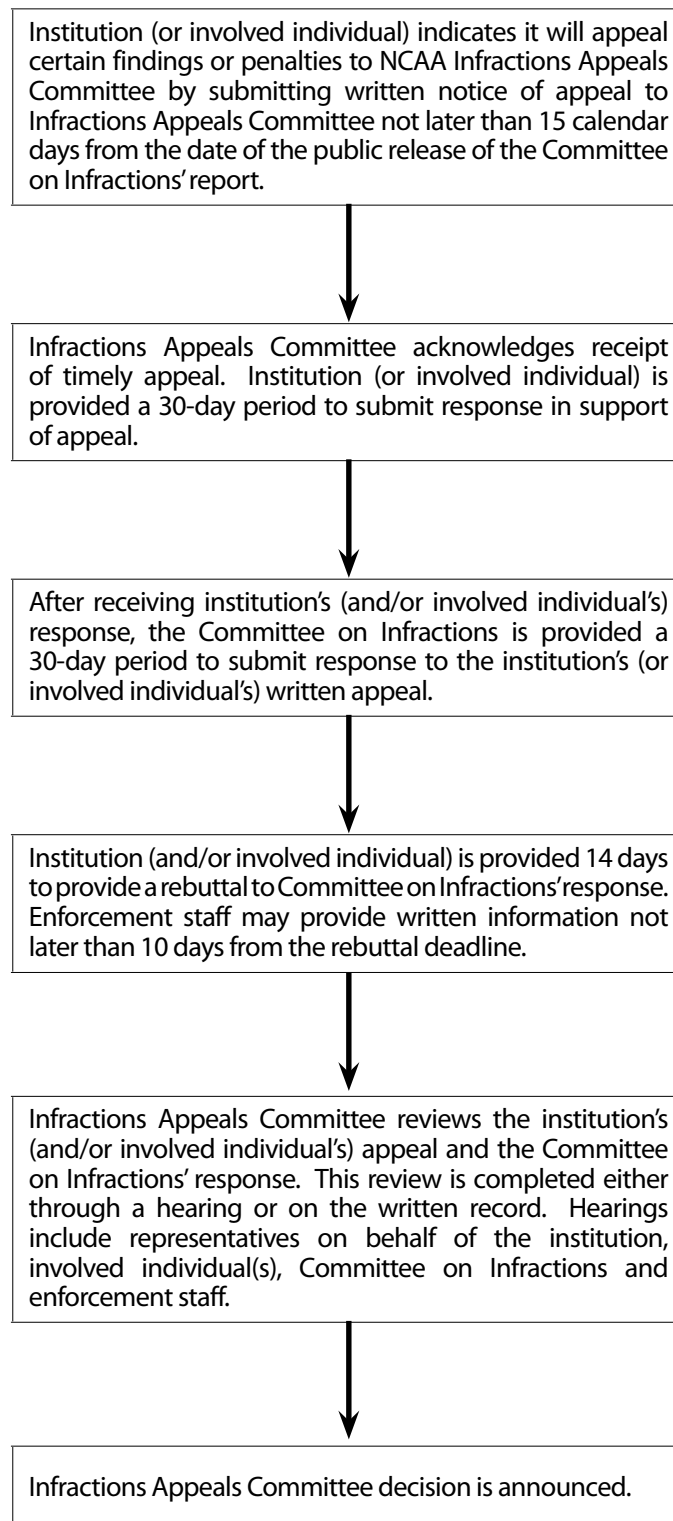 Institution (or involved individual) indicates it will appeal
certain findings or penalties to NCAA Infractions Appeals
Committee by submitting written notice of appeal to
Infractions Appeals Committee not later than 15 calendar
days from the date of the public release of the Committee
on Infractions' report.
Infractions Appeals Committee acknowledges receipt
of timely appeal. Institution (or involved individual) is
provided a 30-day period to submit response in support
of appeal.
After receiving institution's (and/or involved individual's)
response, the Committee on Infractions is provided a
30-day period to submit response to the institution's (or
involved individual's) written appeal.
Institution (and/or involved individual) is provided 14 days
to provide a rebuttal to Committee on Infractions' response.
Enforcement staff may provide written information not
later than 10 days from the rebuttal deadline.
Infractions Appeals Committee reviews the institution's
(and/or involved individual's) appeal and the Committee
on Infractions' response. This review is completed either
through a hearing or on the written record. Hearings
include representatives on behalf of the institution,
involved individual(s), Committee on Infractions and
enforcement staff.
Infractions Appeals Committee decision is announced.